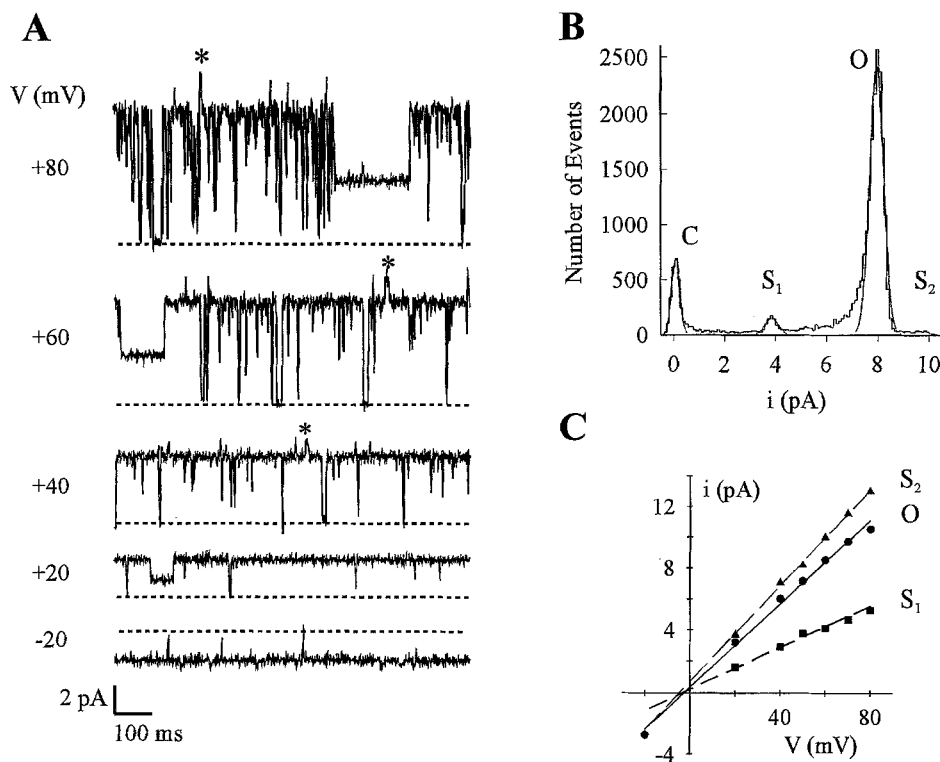 A
V (mV)
*
+80
*
+60
*
+40
+20
-20
2 pA
100 ms
B
Number of Events
2500
2000
1500
1000
500
0
C
S1
O
S2
0 2 4 6 8 10
i (pA)
C
i (pA)
12
8
4
-4
40 80
V (mV)
S2
O
S1